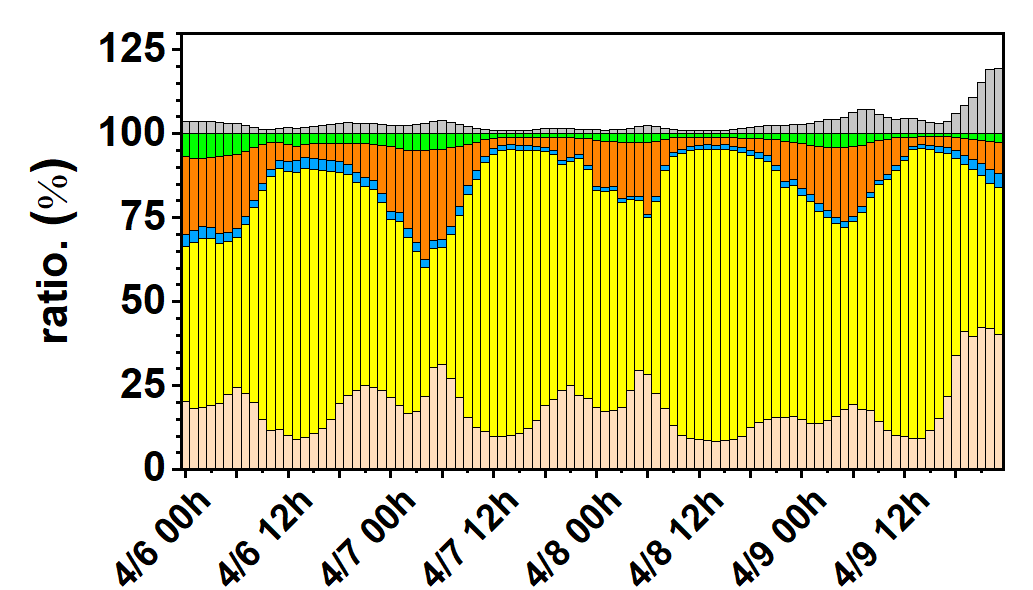 125
100
75
50
25
0
ratio. (%)
4/6 00h
4/6 12h
4/7 00h
4/7 12h
4/8 00h
4/8 12h
4/9 00h
4/9 12h